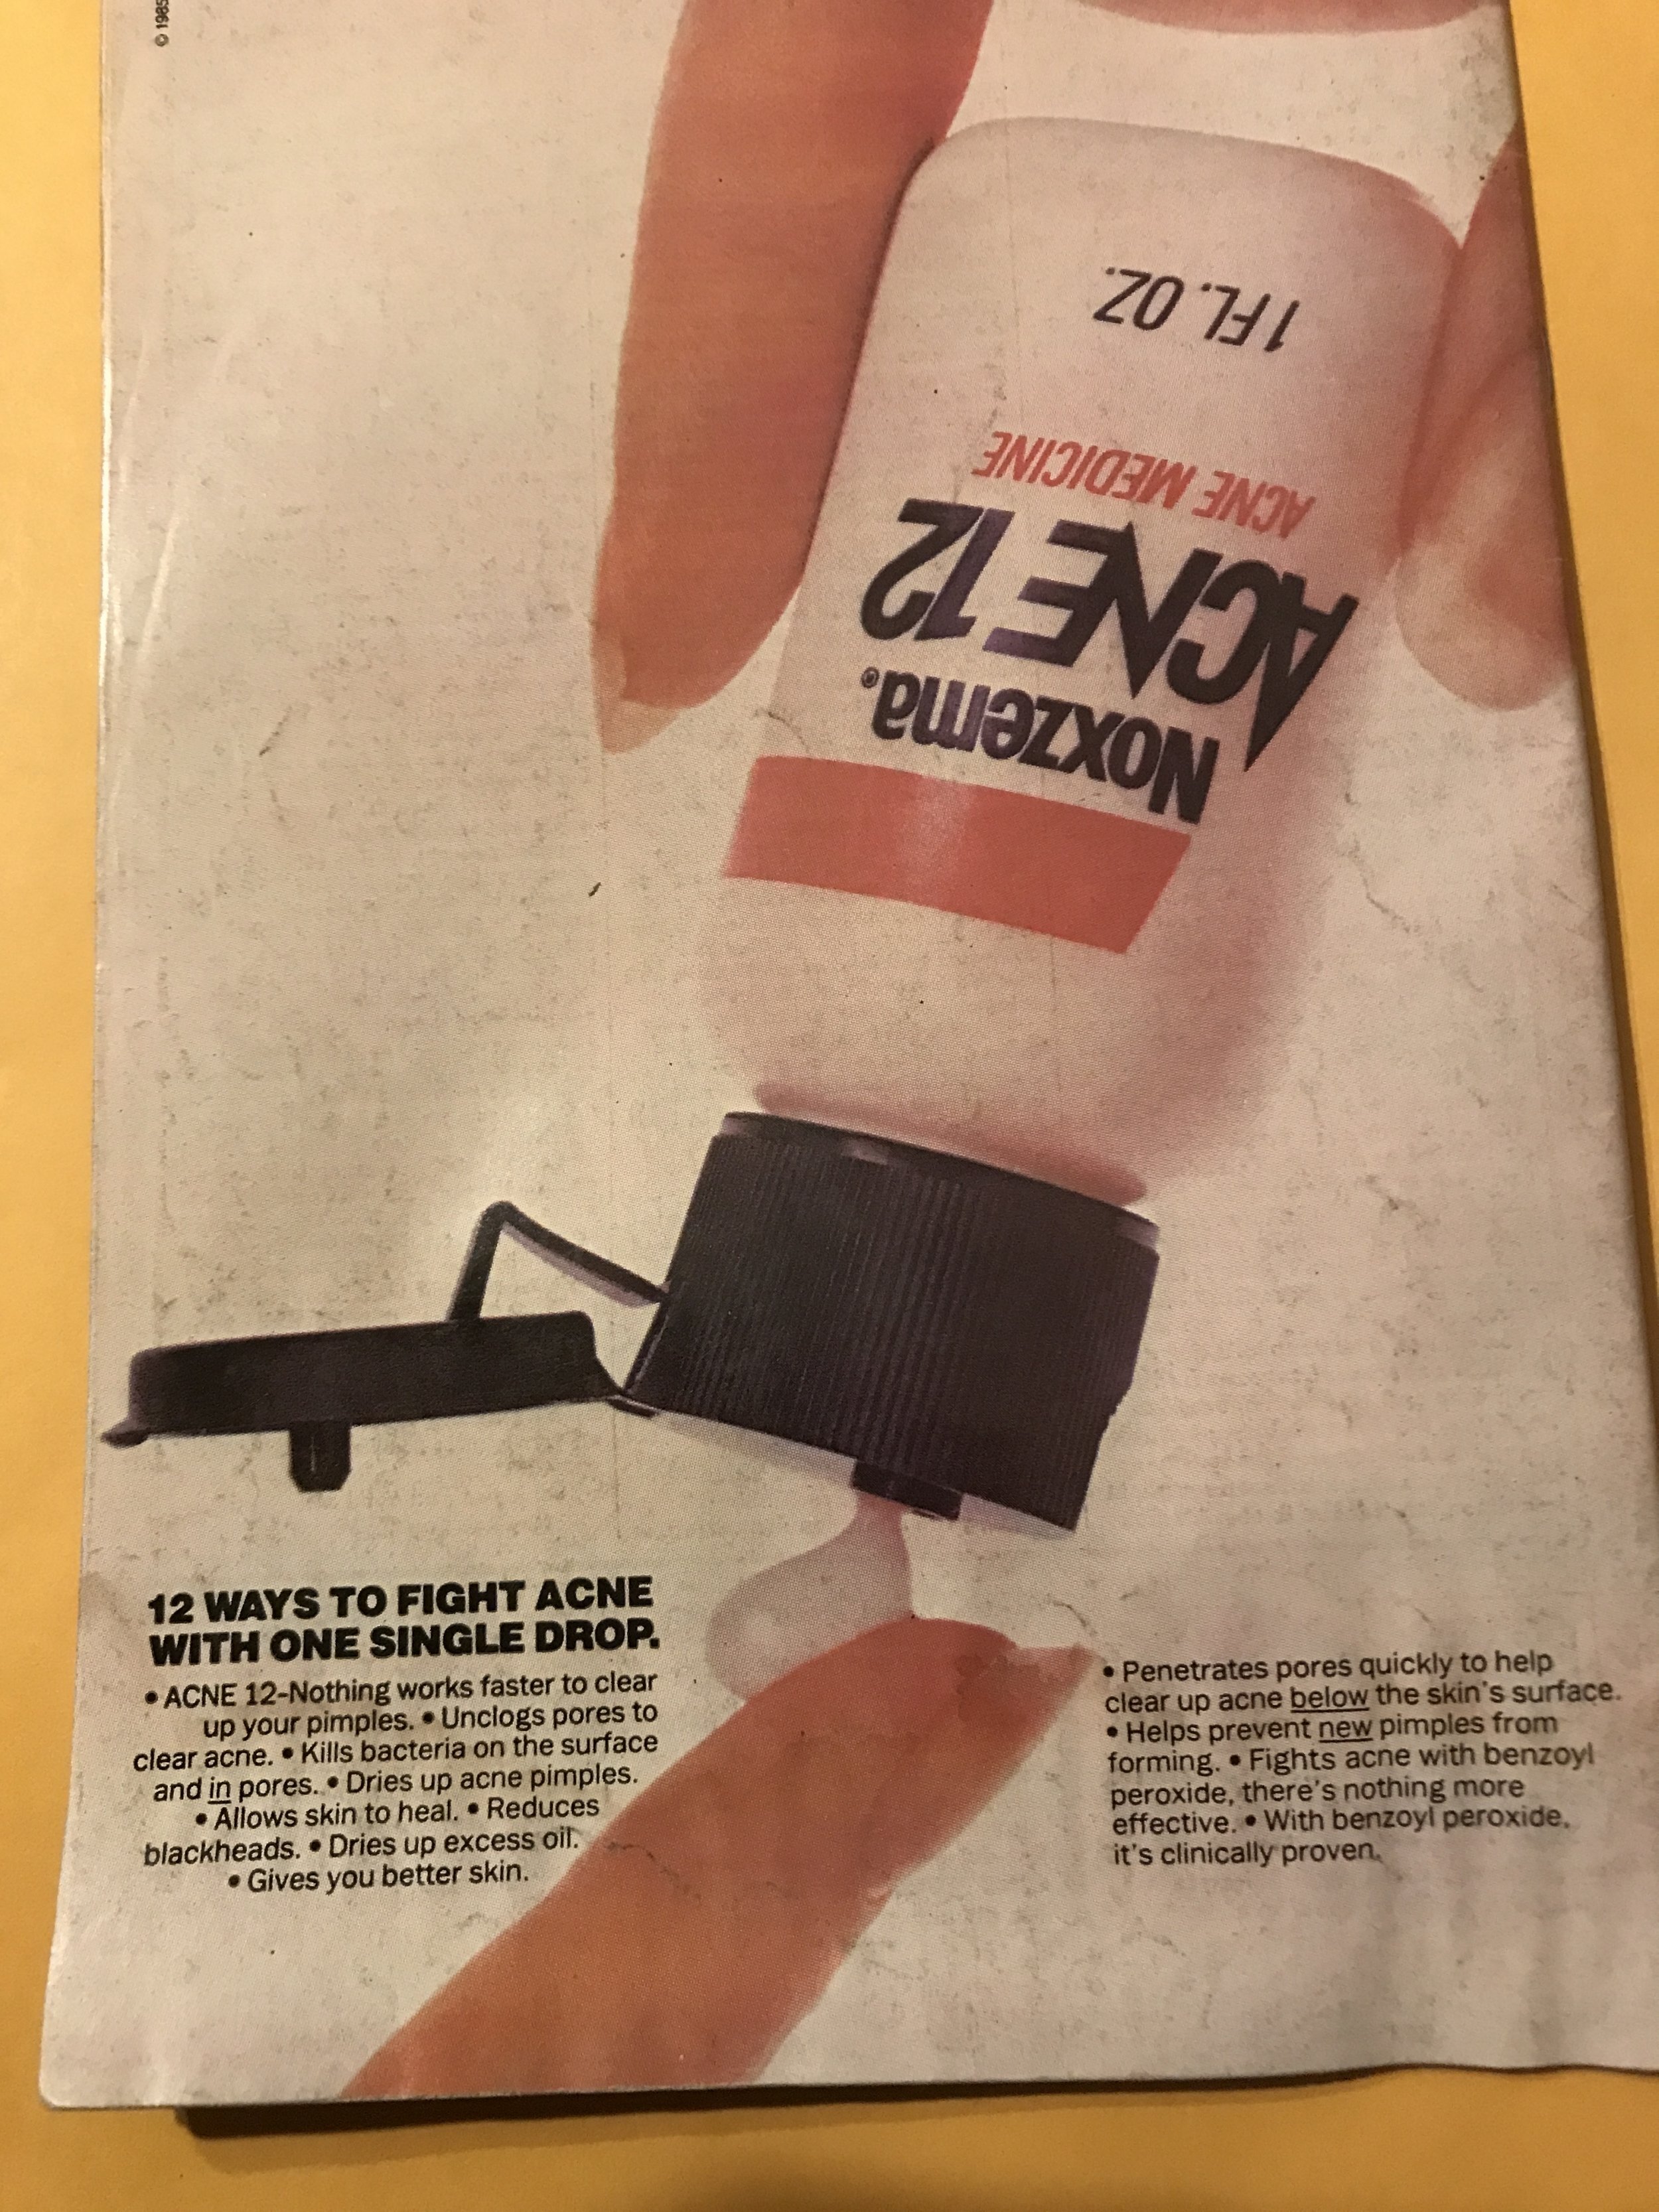 © 1985
1 FL. OZ.
ACNE MEDICINE
ACNE 12
Noxzema®
12 WAYS TO FIGHT ACNE
WITH ONE SINGLE DROP.
• ACNE 12–Nothing works faster to clear
up your pimples. • Unclogs pores to
clear acne. • Kills bacteria on the surface
and in pores. • Dries up acne pimples.
• Allows skin to heal. • Reduces
blackheads. • Dries up excess oil.
• Gives you better skin.
• Penetrates pores quickly to help
clear up acne below the skin's surface.
• Helps prevent new pimples from
forming. • Fights acne with benzoyl
peroxide, there's nothing more
effective. • With benzoyl peroxide,
it's clinically proven.